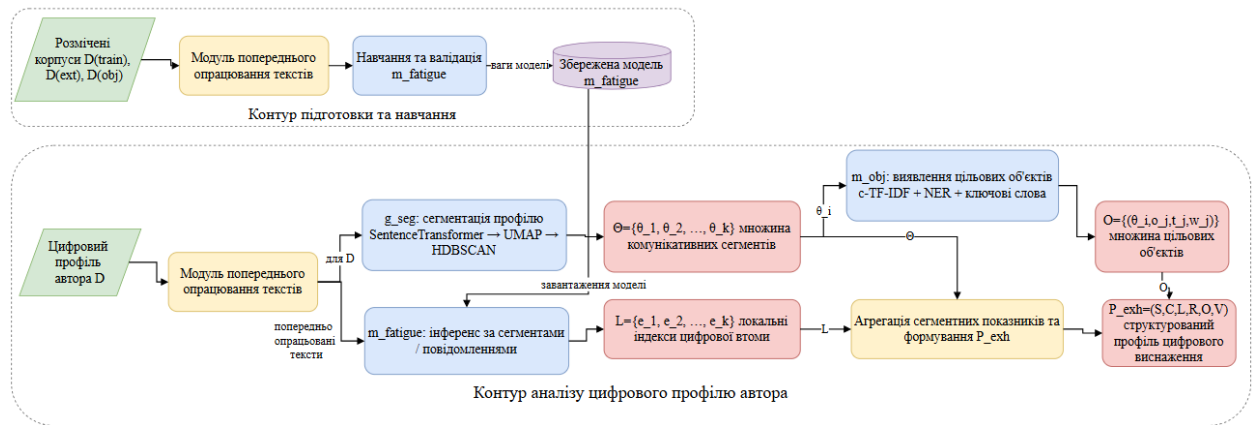 Розмічені
корпуси D(train),
D(ext), D(obj)
Модуль попереднього
опрацювання текстів
Навчання та валідація
m_fatigue
ваги моделі
Збережена модель
m_fatigue
Контур підготовки та навчання
Цифровий
профіль
автора D
Модуль попереднього
опрацювання текстів
для D
попередньо
опрацьовані
тексти
g_seg: сегментація профілю
SentenceTransformer → UMAP →
HDBSCAN
завантаження моделі
m_fatigue: інференс за сегментами
/ повідомленнями
Θ={θ_1, θ_2, ..., θ_k} множина
комунікативних сегментів
L={e_1, e_2, ..., e_k} локальні
індекси цифрової втоми
θ_i
Θ
L
m_obj: виявлення цільових об'єктів
c-TF-IDF + NER + ключові слова
Агрегація сегментних показників та
формування P_exh
O={(θ_i,o_j,t_j,w_j)}
множина цільових
об'єктів
O
P_exh=(S,C,L,R,O,V)
структурований
профіль цифрового
виснаження
Контур аналізу цифрового профілю автора